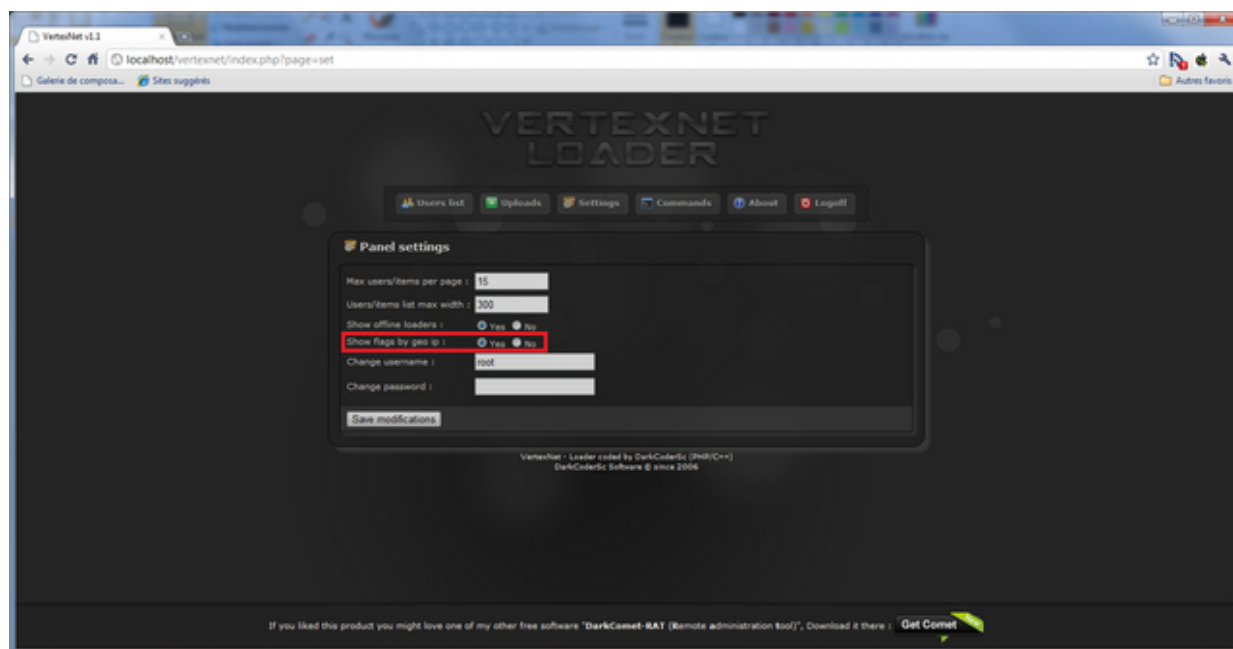 VertexNet v1.1
localhost/vertexnet/index.php?page=set
Galerie de composa... Sites suggérés Autres favoris
VERTEXNET
LOADER
Users list Uploads Settings Commands About Logoff
Panel settings
Max users/items per page : 15
Users/items list max width : 300
Show offline loaders : Yes No
Show flags by geo ip : Yes No
Change username : root
Change password :
Save modifications
VertexNet - Loader coded by DarkCoderSc (PHP/C++)
DarkCoderSc Software © since 2006
If you liked this product you might love one of my other free software "DarkComet-RAT (Remote administration tool)", Download it there : Get Comet New